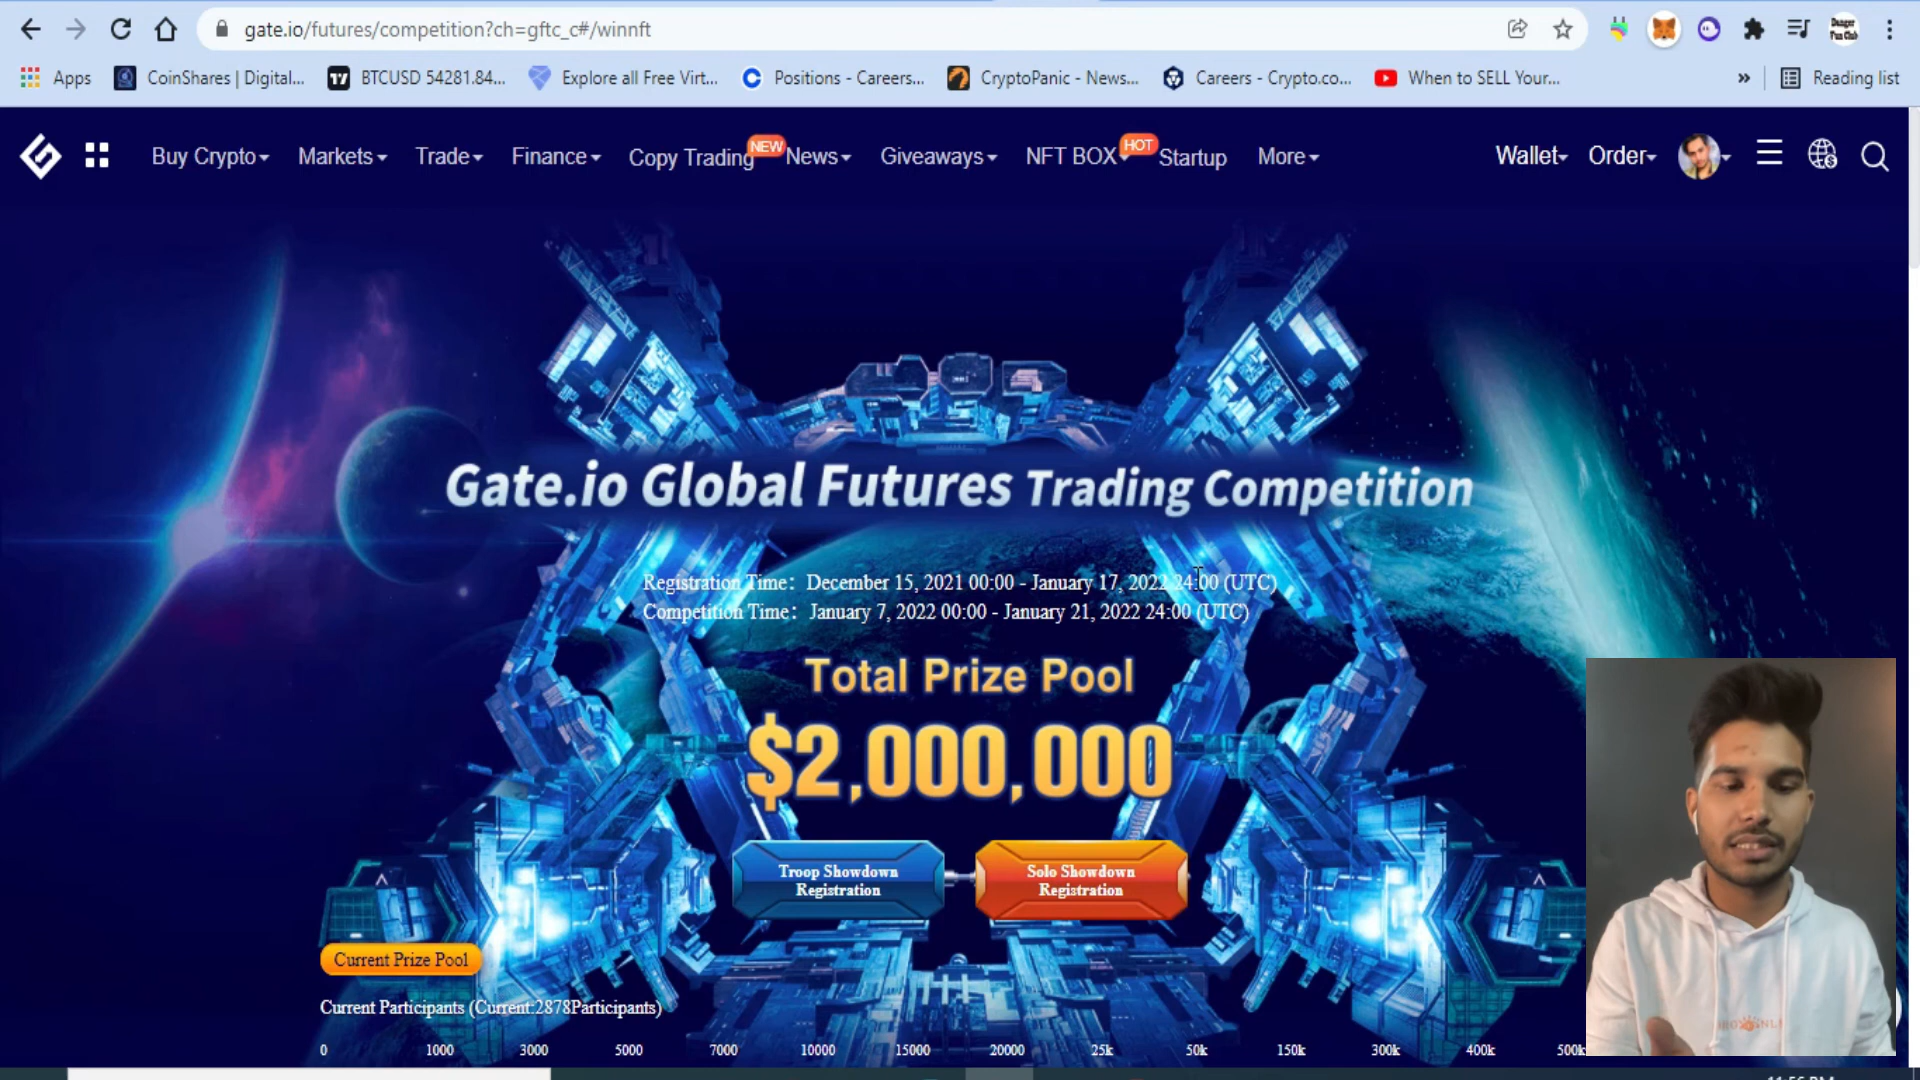 gate.io/futures/competition?ch=gftc_c#/winnft
Danger
Fun Club
Apps
CoinShares | Digital...
BTCUSD 54281.84...
Explore all Free Virt...
Positions - Careers...
CryptoPanic - News...
Careers - Crypto.co...
When to SELL Your...
»
Reading list
Buy Crypto
Markets
Trade
Finance
Copy Trading
NEW
News
Giveaways
NFT BOX
HOT
Startup
More
Wallet
Order
Gate.io Global Futures Trading Competition
Registration Time: December 15, 2021 00:00 - January 17, 2022 24:00 (UTC)
Competition Time: January 7, 2022 00:00 - January 21, 2022 24:00 (UTC)
Total Prize Pool
$2,000,000
Troop Showdown
Registration
Solo Showdown
Registration
Current Prize Pool
Current Participants (Current:2878Participants)
0 1000 3000 5000 7000 10000 15000 20000 25k 50k 150k 300k 400k 500k